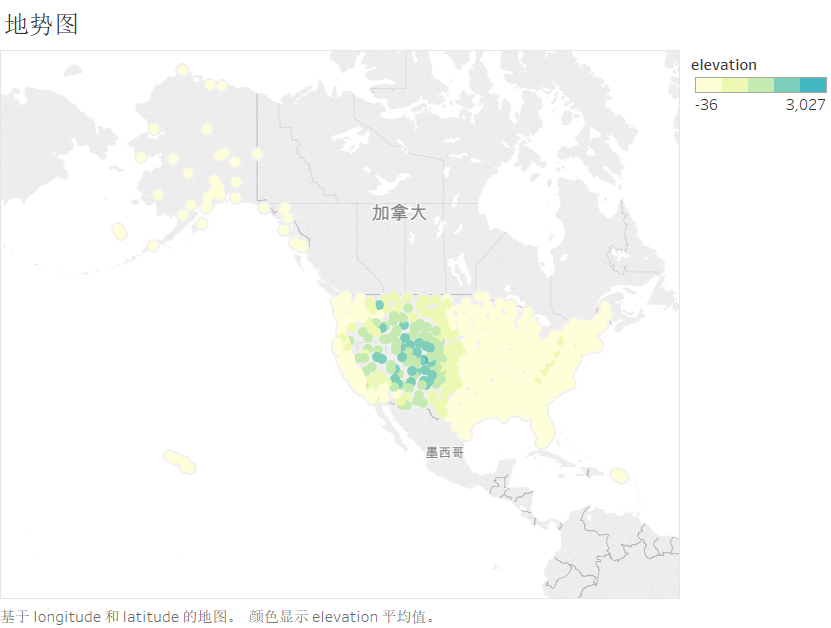 地势图
elevation
-36 3,027
加拿大
墨西哥
基于 longitude 和 latitude 的地图。 颜色显示 elevation 平均值。